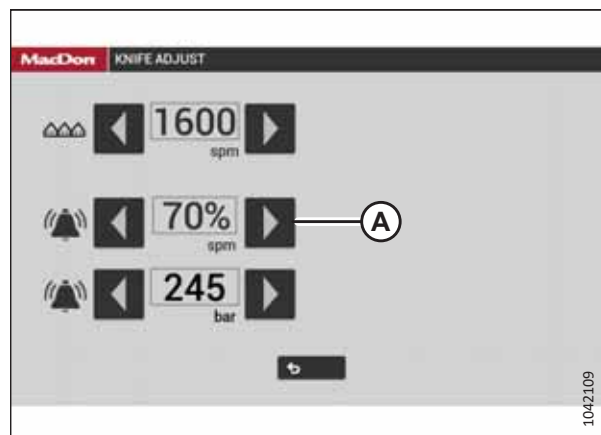 MacDon KNIFE ADJUST
1600
spm
70%
spm
A
245
bar
1042109